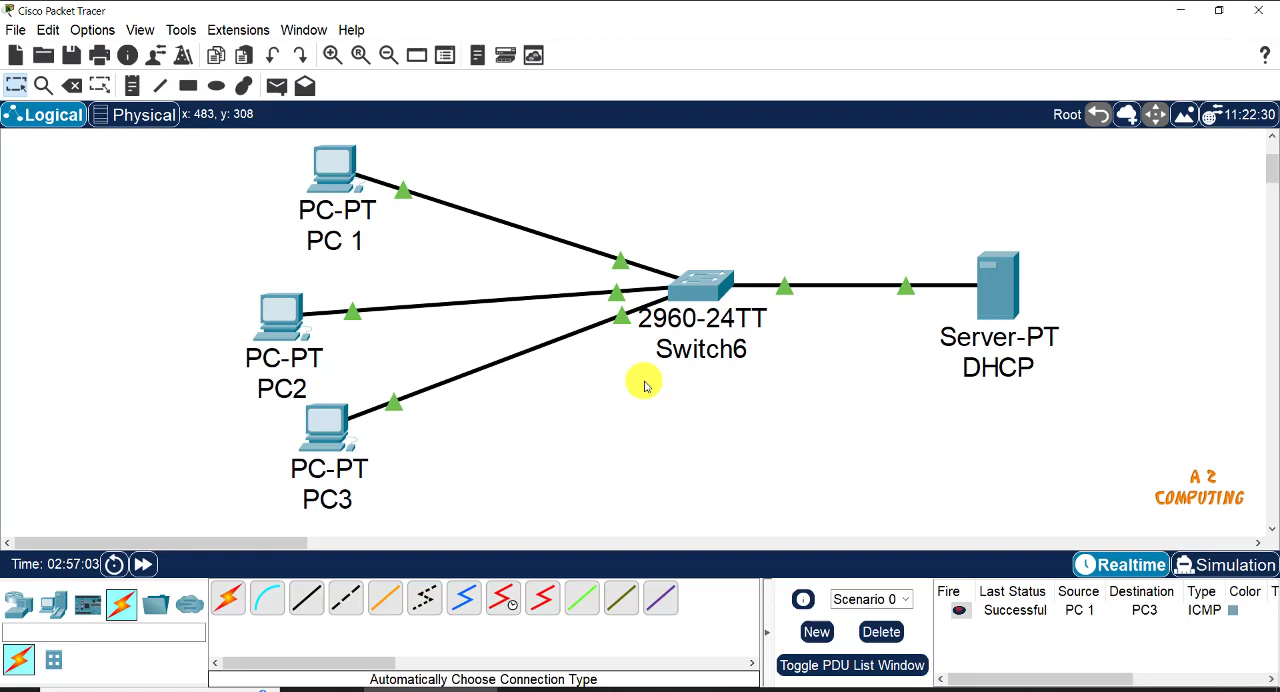 Cisco Packet Tracer
File Edit Options View Tools Extensions Window Help
Logical Physical x: 483, y: 308 Root 11:22:30
PC-PT
PC 1
PC-PT
PC2
PC-PT
PC3
2960-24TT
Switch6
Server-PT
DHCP
A 2
COMPUTING
Time: 02:57:03 Realtime Simulation
Scenario 0
New Delete
Toggle PDU List Window
Fire Last Status Source Destination Type Color T
Successful PC 1 PC3 ICMP
Automatically Choose Connection Type